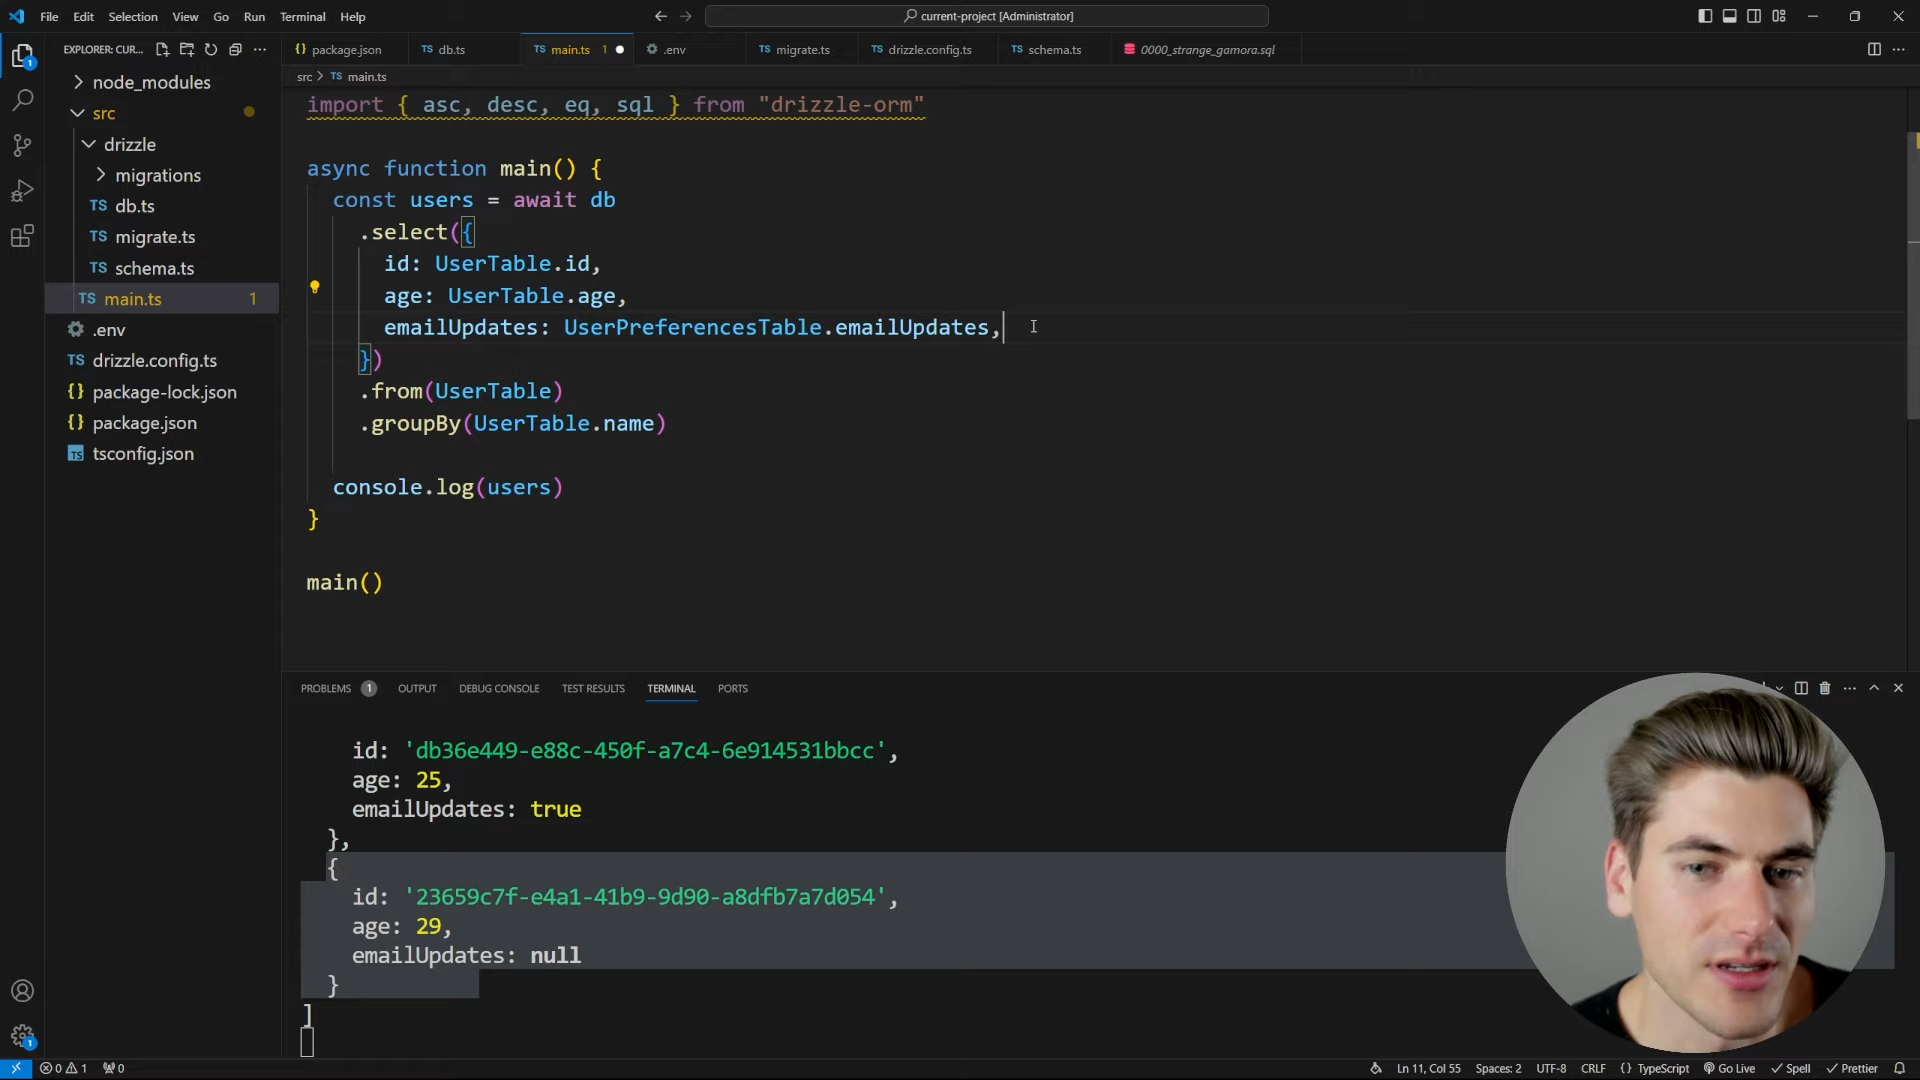 File Edit Selection View Go Run Terminal Help
current-project [Administrator]
EXPLORER: CUR...
package.json
db.ts
main.ts 1
.env
migrate.ts
drizzle.config.ts
schema.ts
0000_strange_gamora.sql
src > TS main.ts
node_modules
src
drizzle
migrations
TS db.ts
TS migrate.ts
TS schema.ts
TS main.ts 1
.env
TS drizzle.config.ts
{} package-lock.json
{} package.json
TS tsconfig.json
import { asc, desc, eq, sql } from "drizzle-orm"
async function main() {
const users = await db
.select({
id: UserTable.id,
age: UserTable.age,
emailUpdates: UserPreferencesTable.emailUpdates,
})
.from(UserTable)
.groupBy(UserTable.name)
console.log(users)
}
main()
PROBLEMS 1 OUTPUT DEBUG CONSOLE TEST RESULTS TERMINAL PORTS
id: 'db36e449-e88c-450f-a7c4-6e914531bbcc',
age: 25,
emailUpdates: true
},
{
id: '23659c7f-e4a1-41b9-9d90-a8dfb7a7d054',
age: 29,
emailUpdates: null
}
]
0 1 0
Ln 11, Col 55 Spaces: 2 UTF-8 CRLF {} TypeScript Go Live Spell Prettier